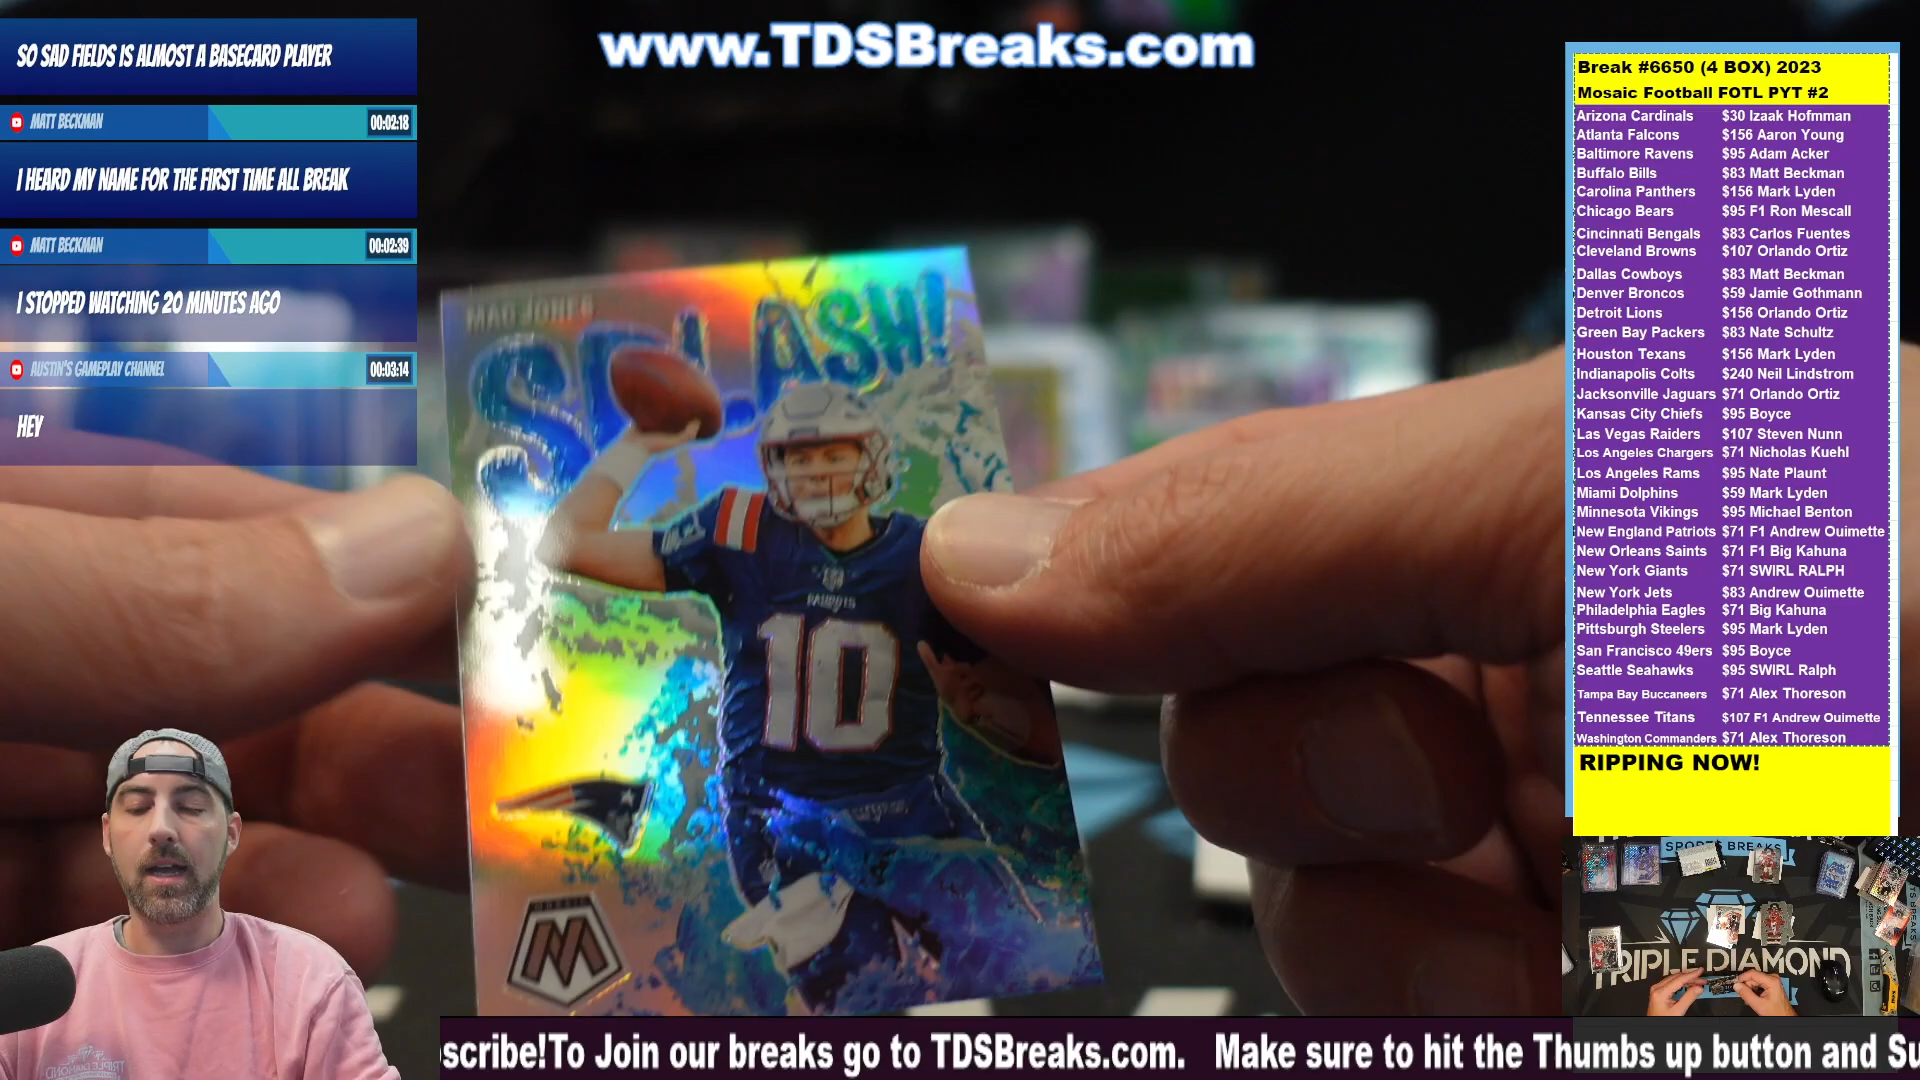 www.TDSBreaks.com
SO SAD FIELDS IS ALMOST A BASECARD PLAYER
MATT BECKMAN 00:02:18
I HEARD MY NAME FOR THE FIRST TIME ALL BREAK
MATT BECKMAN 00:02:39
I STOPPED WATCHING 20 MINUTES AGO
AUSTIN'S GAMEPLAY CHANNEL 00:03:14
HEY
MAC JONES
SPLASH!
PATRIOTS
10
MOSAIC
M
Break #6650 (4 BOX) 2023
Mosaic Football FOTL PYT #2
Arizona Cardinals $30 Izaak Hofmman
Atlanta Falcons $156 Aaron Young
Baltimore Ravens $95 Adam Acker
Buffalo Bills $83 Matt Beckman
Carolina Panthers $156 Mark Lyden
Chicago Bears $95 F1 Ron Mescall
Cincinnati Bengals $83 Carlos Fuentes
Cleveland Browns $107 Orlando Ortiz
Dallas Cowboys $83 Matt Beckman
Denver Broncos $59 Jamie Gothmann
Detroit Lions $156 Orlando Ortiz
Green Bay Packers $83 Nate Schultz
Houston Texans $156 Mark Lyden
Indianapolis Colts $240 Neil Lindstrom
Jacksonville Jaguars $71 Orlando Ortiz
Kansas City Chiefs $95 Boyce
Las Vegas Raiders $107 Steven Nunn
Los Angeles Chargers $71 Nicholas Kuehl
Los Angeles Rams $95 Nate Plaunt
Miami Dolphins $59 Mark Lyden
Minnesota Vikings $95 Michael Benton
New England Patriots $71 F1 Andrew Ouimette
New Orleans Saints $71 F1 Big Kahuna
New York Giants $71 SWIRL RALPH
New York Jets $83 Andrew Ouimette
Philadelphia Eagles $71 Big Kahuna
Pittsburgh Steelers $95 Mark Lyden
San Francisco 49ers $95 Boyce
Seattle Seahawks $95 SWIRL Ralph
Tampa Bay Buccaneers $71 Alex Thoreson
Tennessee Titans $107 F1 Andrew Ouimette
Washington Commanders $71 Alex Thoreson
RIPPING NOW!
SPORTS BREAKS
TRIPLE DIAMOND
scribe!To Join our breaks go to TDSBreaks.com. Make sure to hit the Thumbs up button and Su